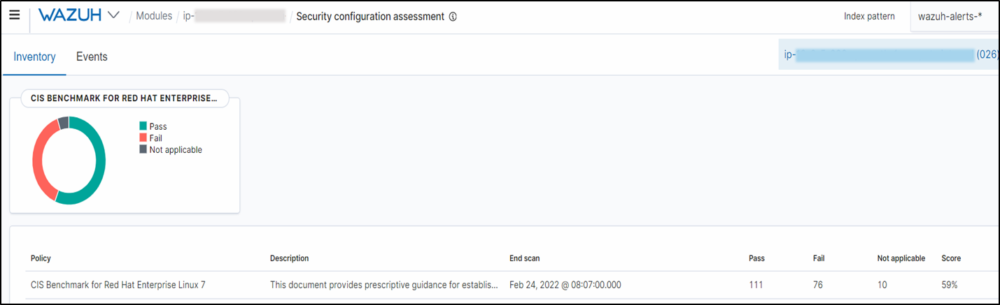 WAZUH / Modules / ip- / Security configuration assessment Index pattern wazuh-alerts-*
Inventory Events ip- (026)
CIS BENCHMARK FOR RED HAT ENTERPRISE...
Pass
Fail
Not applicable
Policy Description End scan Pass Fail Not applicable Score
CIS Benchmark for Red Hat Enterprise Linux 7 This document provides prescriptive guidance for establis... Feb 24, 2022 @ 08:07:00.000 111 76 10 59%